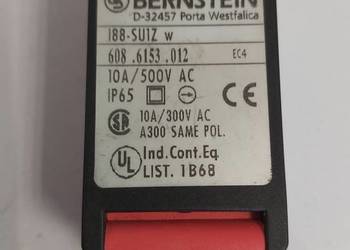 BERNSTEIN
D-32457 Porta Westfalica
I88-SU1Z w
608.6153.012 EC4
10A/500V AC
IP65 CE
SA 10A/300V AC
A300 SAME POL.
UL Ind.Cont.Eq.
LIST. 1B68